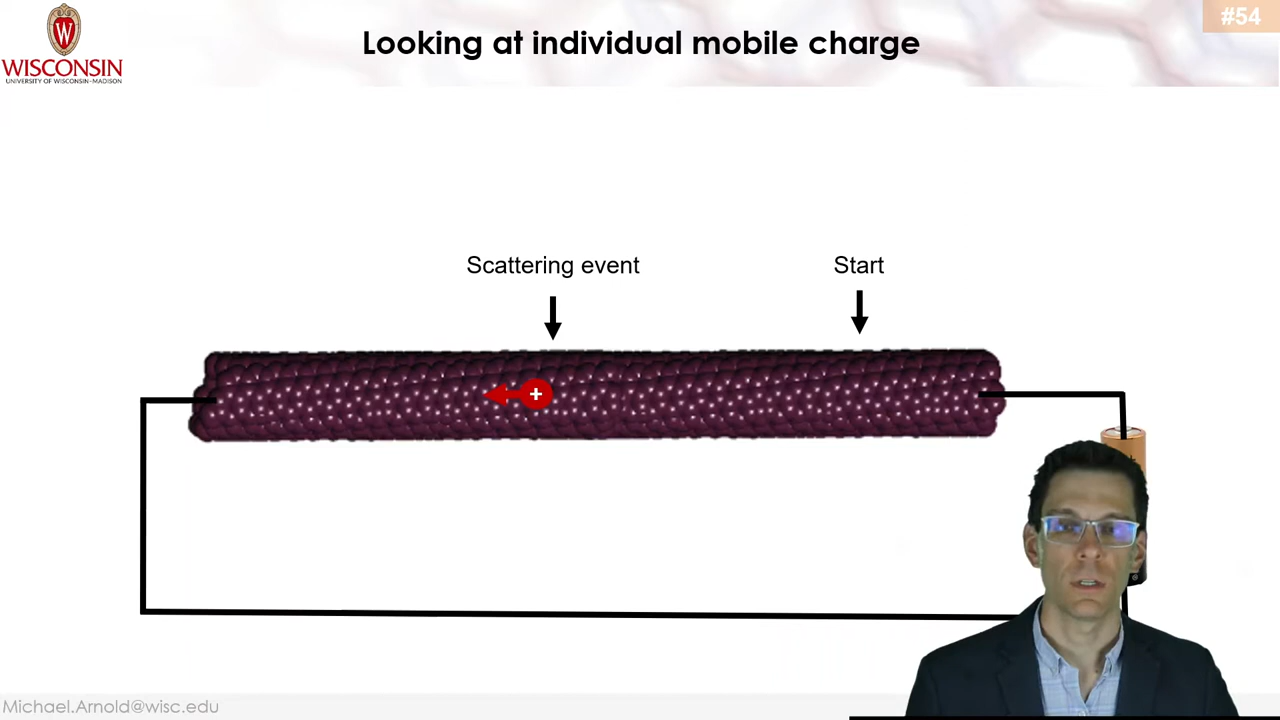 #54
Looking at individual mobile charge
W
WISCONSIN
UNIVERSITY OF WISCONSIN-MADISON
Scattering event
Start
+
Michael.Arnold@wisc.edu